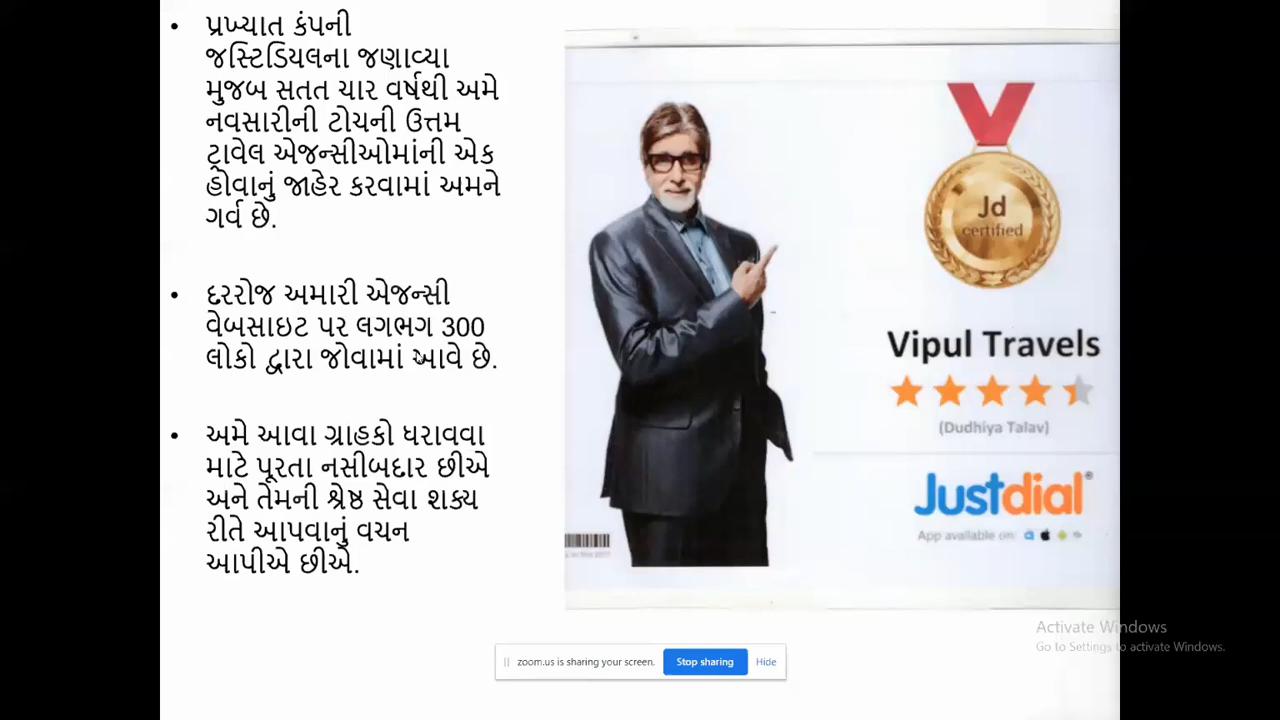 • પ્રખ્યાત કંપની
જસ્ટિડિયલના જણાવ્યા
મુજબ સતત ચાર વર્ષથી અમે
નવસારીની ટોચની ઉત્તમ
ટ્રાવેલ એજન્સીઓમાંની એક
હોવાનું જાહેર કરવામાં અમને
ગર્વ છે.
• દરરોજ અમારી એજન્સી
વેબસાઇટ પર લગભગ 300
લોકો દ્વારા જોવામાં આવે છે.
• અમે આવા ગ્રાહકો ધરાવવા
માટે પૂરતા નસીબદાર છીએ
અને તેમની શ્રેષ્ઠ સેવા શક્ય
રીતે આપવાનું વચન
આપીએ છીએ.
Jd
certified
Vipul Travels
(Dudhiya Talav)
Justdial®
App available on:
Activate Windows
Go to Settings to activate Windows.
zoom.us is sharing your screen.
Stop sharing
Hide